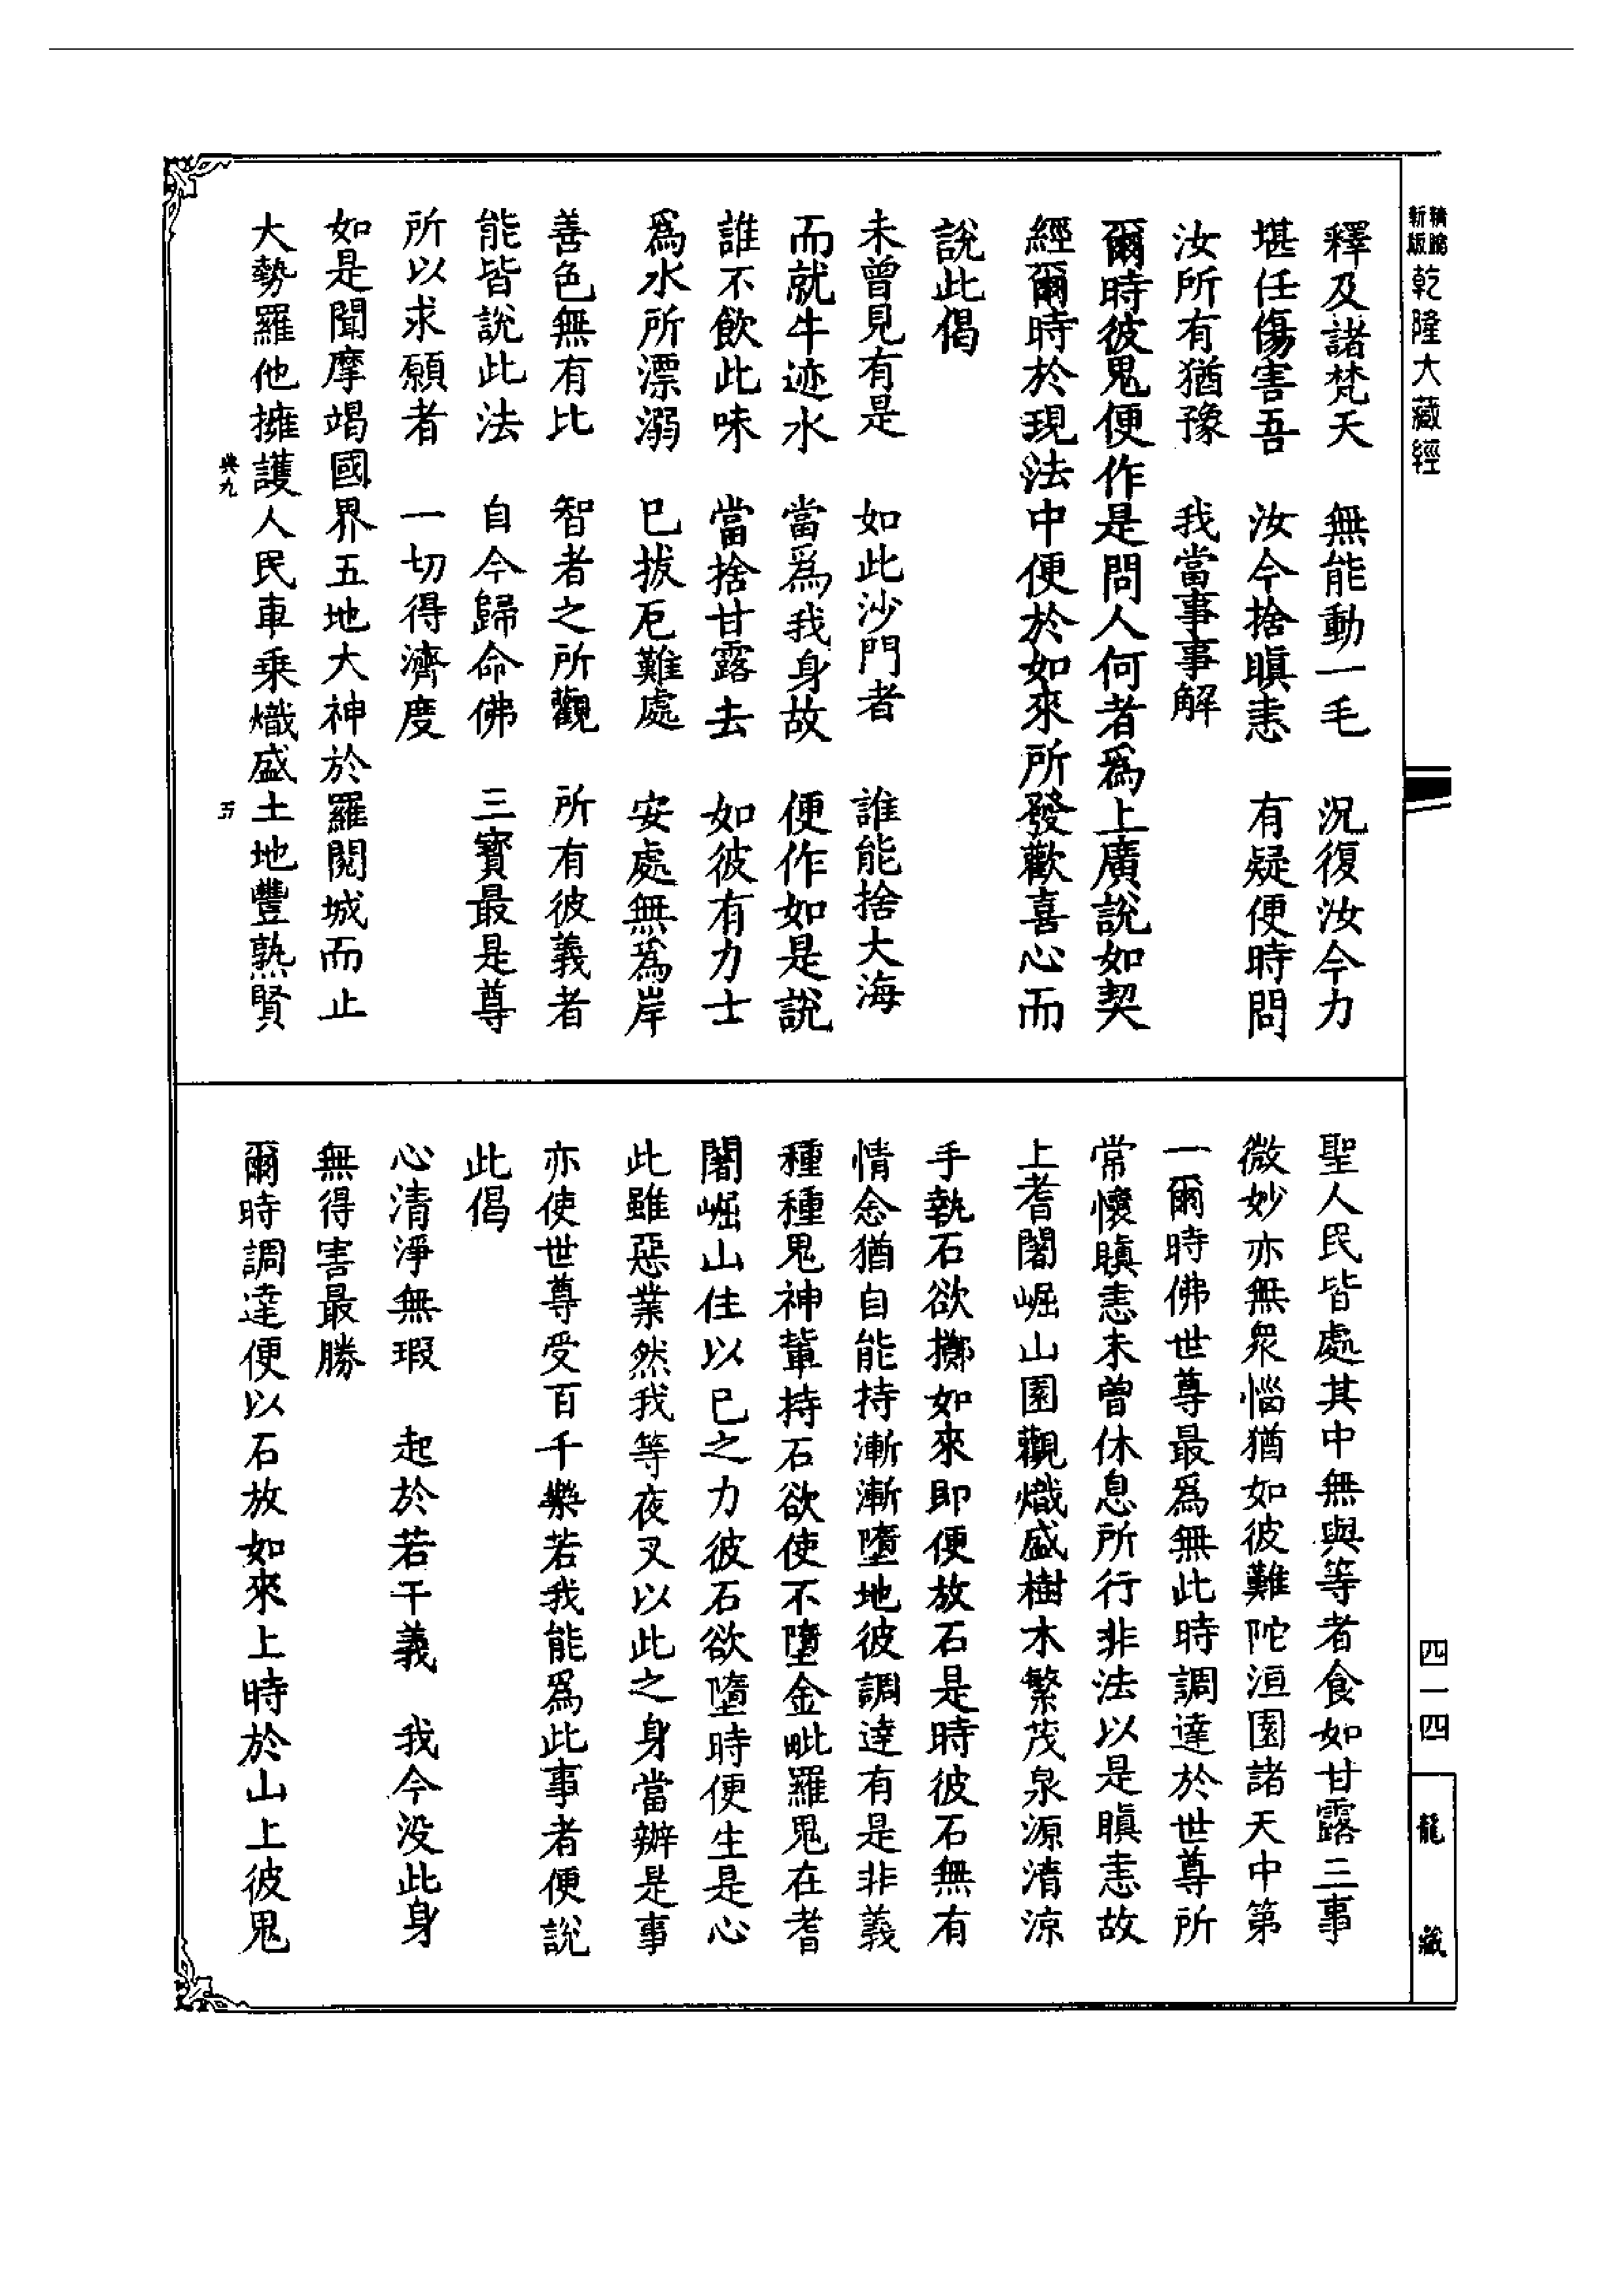 新版 精縮 乾隆大藏經
釋及諸梵天　無能動一毛　況復汝今力
堪任傷害吾　汝今捨瞋恚　有疑便時問
汝所有猶豫　我當事事解
爾時彼鬼便作是問人何者爲上廣說如契
經爾時於現法中便於如來所發歡喜心而
說此偈
未曾見有是　如此沙門者　誰能捨大海
而就牛迹水　當爲我身故　便作如是說
誰不飲此味　當捨甘露去　如彼有力士
爲水所漂溺　已拔厄難處　安處無為岸
善色無有比　智者之所觀　所有彼義者
能皆說此法　自今歸命佛　三寶最是尊
所以求願者　一切得濟度
如是聞摩竭國界五地大神於羅閱城而止
大勢羅他擁護人民車乘熾盛土地豐熟賢
典九　五
聖人民皆處其中無與等者食如甘露三事
微妙亦無眾惱猶如彼難陀洹園諸天中第
一爾時佛世尊最爲無此時調達於世尊所
常懷瞋恚未曾休息所行非法以是瞋恚故
上耆闍崛山園觀熾盛樹木繁茂泉源清涼
手執石欲擲如來即便放石是時彼石無有
情念猶自能持漸漸墮地彼調達有是非義
種種鬼神輩持石欲使不墮金毗羅鬼在耆
闍崛山住以已之力彼石欲墮時便生是心
此雖惡業然我等夜叉以此之身當辦是事
亦使世尊受百千樂若我能爲此事者便說
此偈
心清淨無瑕　起於若干義　我今没此身
無得害最勝
爾時調達便以石放如來上時於山上彼鬼
四一四
龍藏